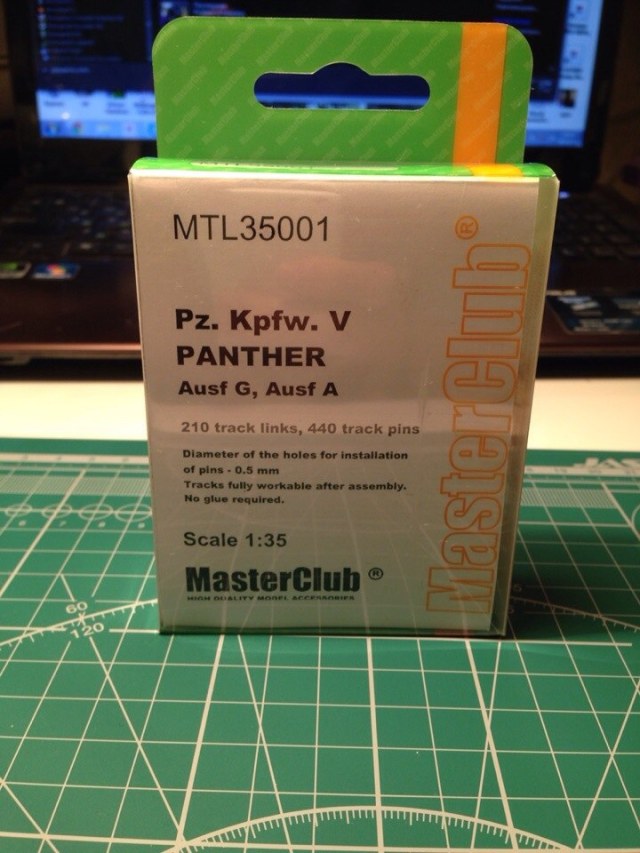 MTL35001
Pz. Kpfw. V
PANTHER
Ausf G, Ausf A
210 track links, 440 track pins
Diameter of the holes for installation
of pins - 0.5 mm
Tracks fully workable after assembly.
No glue required.
Scale 1:35
MasterClub ®
HIGH QUALITY MODEL ACCESSORIES
MasterClub®
60
120